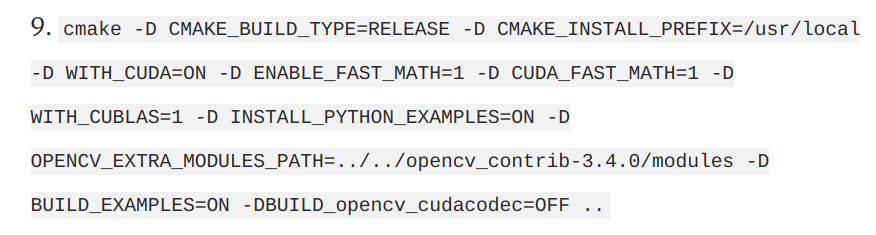 9. cmake -D CMAKE_BUILD_TYPE=RELEASE -D CMAKE_INSTALL_PREFIX=/usr/local
-D WITH_CUDA=ON -D ENABLE_FAST_MATH=1 -D CUDA_FAST_MATH=1 -D
WITH_CUBLAS=1 -D INSTALL_PYTHON_EXAMPLES=ON -D
OPENCV_EXTRA_MODULES_PATH=../../opencv_contrib-3.4.0/modules -D
BUILD_EXAMPLES=ON -DBUILD_opencv_cudacodec=OFF ..